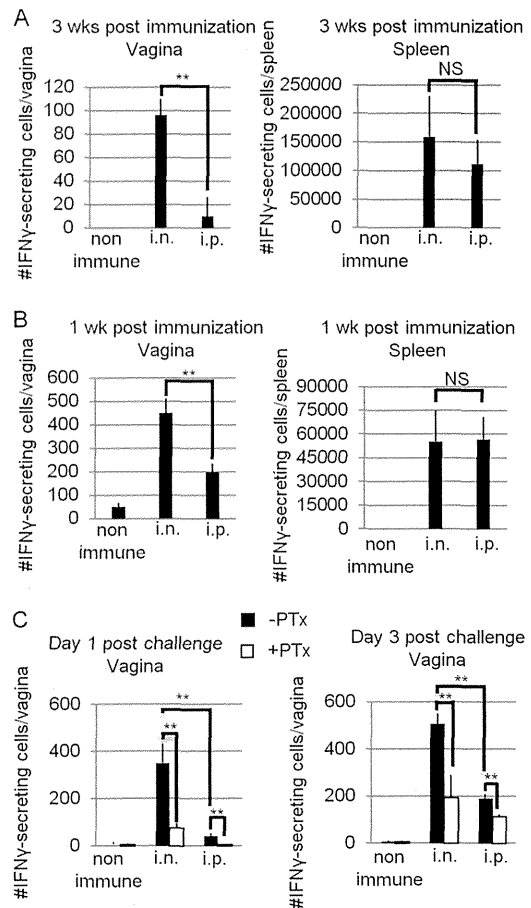 A
3 wks post immunization
Vagina
#IFNγ-secreting cells/vagina
120
100
80
60
40
20
0
**
non
immune
i.n.
i.p.
3 wks post immunization
Spleen
#IFNγ-secreting cells/spleen
250000
200000
150000
100000
50000
0
NS
non
immune
i.n.
i.p.
B
1 wk post immunization
Vagina
#IFNγ-secreting cells/vagina
600
500
400
300
200
100
0
**
non
immune
i.n.
i.p.
1 wk post immunization
Spleen
#IFNγ-secreting cells/spleen
90000
75000
60000
45000
30000
15000
0
NS
non
immune
i.n.
i.p.
C
-PTx
+PTx
Day 1 post challenge
Vagina
#IFNγ-secreting cells/vagina
600
400
200
0
**
**
**
non
immune
i.n.
i.p.
Day 3 post challenge
Vagina
#IFNγ-secreting cells/vagina
600
400
200
0
**
**
**
non
immune
i.n.
i.p.